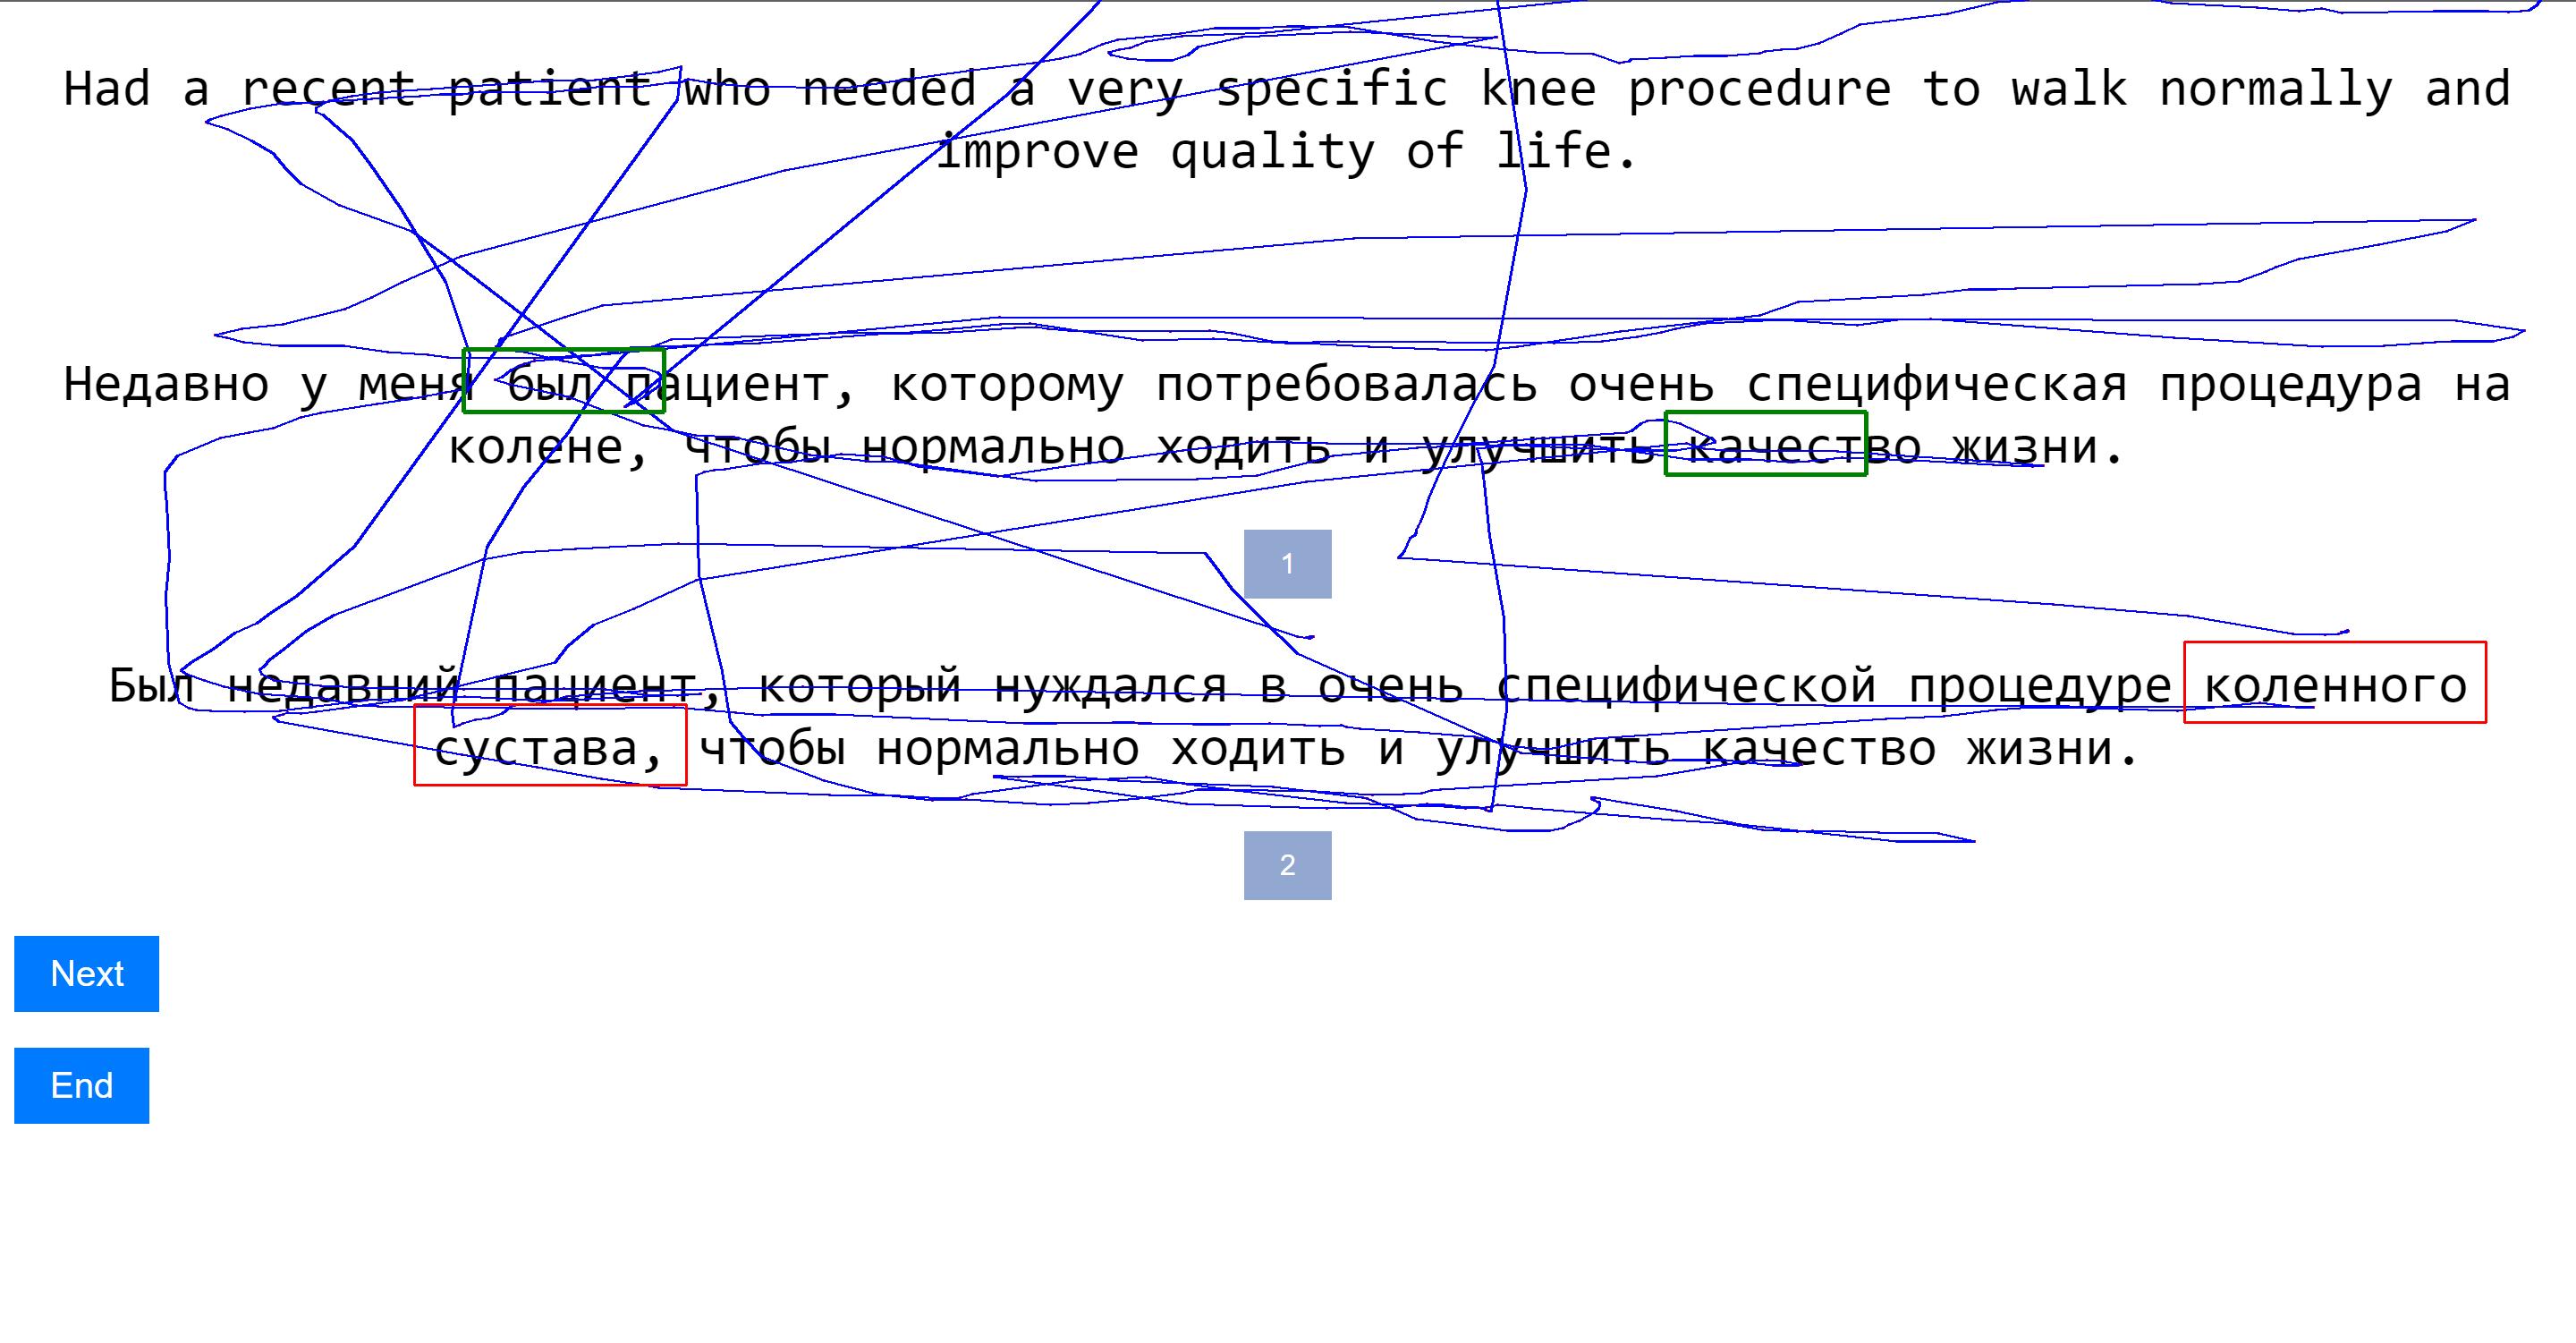 Had a recent patient who needed a very specific knee procedure to walk normally and
improve quality of life.
Недавно у меня был пациент, которому потребовалась очень специфическая процедура на
колене, чтобы нормально ходить и улучшить качество жизни.
1
Был недавний пациент, который нуждался в очень специфической процедуре коленного
сустава, чтобы нормально ходить и улучшить качество жизни.
2
Next
End